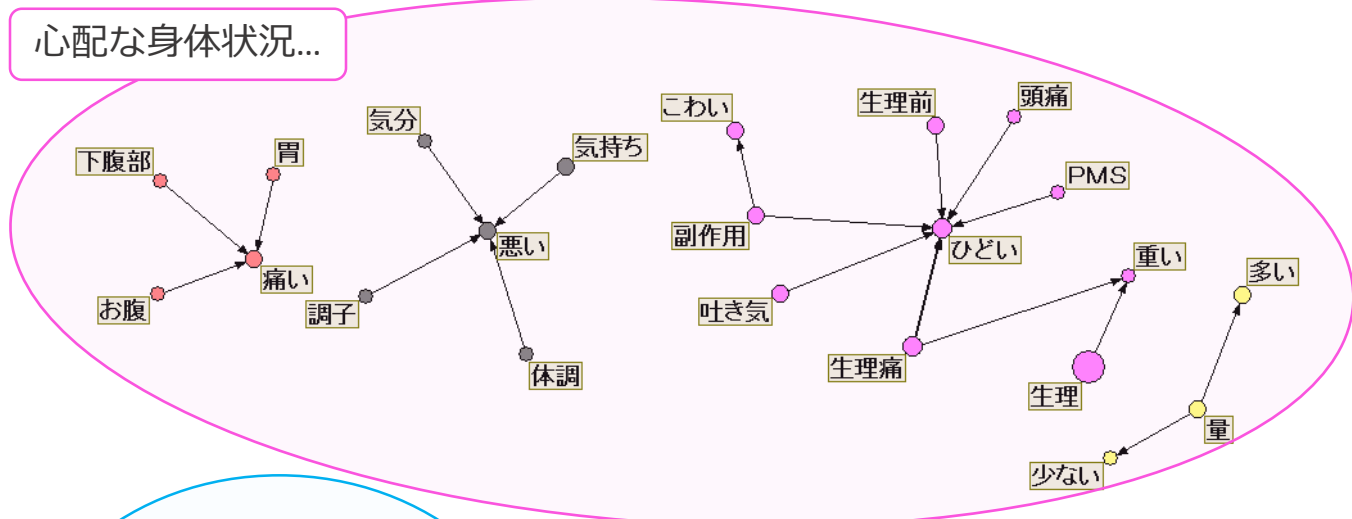 心配な身体状況...
下腹部
胃
お腹
痛い
気分
気持ち
悪い
調子
体調
こわい
副作用
吐き気
生理前
頭痛
PMS
ひどい
生理痛
重い
生理
多い
量
少ない